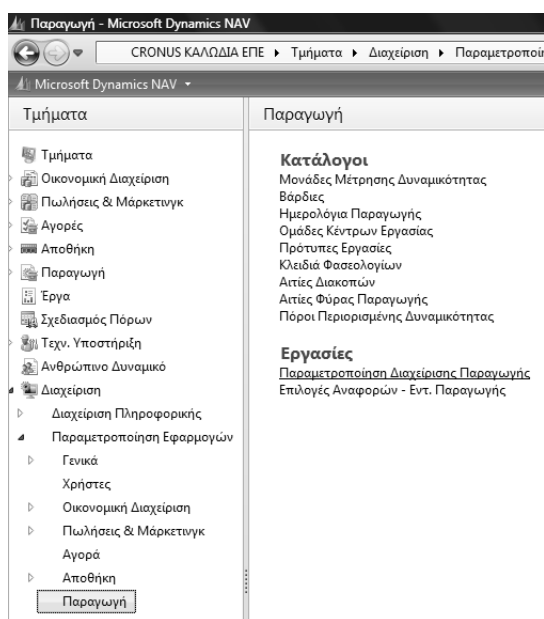 Παραγωγή - Microsoft Dynamics NAV
CRONUS ΚΑΛΩΔΙΑ ΕΠΕ Τμήματα Διαχείριση
Microsoft Dynamics NAV
Τμήματα
Τμήματα
Οικονομική Διαχείριση
Πωλήσεις & Μάρκετινγκ
Αγορές
Αποθήκη
Παραγωγή
Έργα
Σχεδιασμός Πόρων
Τεχν. Υποστήριξη
Ανθρώπινο Δυναμικό
Διαχείριση
Διαχείριση Πληροφορικής
Παραμετροποίηση Εφαρμογών
Γενικά
Χρήστες
Οικονομική Διαχείριση
Πωλήσεις & Μάρκετινγκ
Αγορά
Αποθήκη
Παραγωγή
Παραγωγή
Κατάλογοι
Μονάδες Μέτρησης Δυναμικότητας
Βάρδιες
Ημερολόγια Παραγωγής
Ομάδες Κέντρων Εργασίας
Πρότυπες Εργασίες
Κλειδιά Φασεολογίων
Αιτίες Διακοπών
Αιτίες Φύρας Παραγωγής
Πόροι Περιορισμένης Δυναμικότητας
Εργασίες
Παραμετροποίηση Διαχείρισης Παραγωγής
Επιλογές Αναφορών - Εντ. Παραγωγής